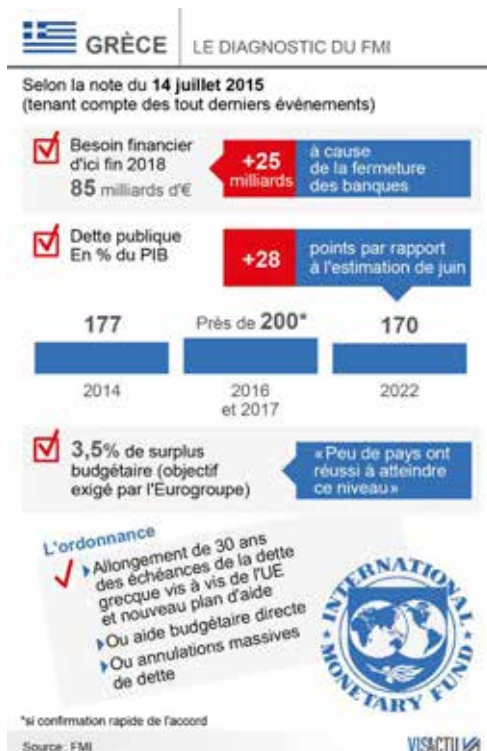 GRÈCE
LE DIAGNOSTIC DU FMI
Selon la note du 14 juillet 2015
(tenant compte des tout derniers événements)
Besoin financier
d'ici fin 2018
85 milliards d'€
+25
milliards
à cause
de la fermeture
des banques
Dette publique
En % du PIB
+28
points par rapport
à l'estimation de juin
177
Près de 200*
170
2014
2016
et 2017
2022
3,5% de surplus
budgétaire (objectif
exigé par l'Eurogroupe)
«Peu de pays ont
réussi à atteindre
ce niveau»
L'ordonnance
Allongement de 30 ans
des échéances de la dette
grecque vis à vis de l'UE
et nouveau plan d'aide
Ou aide budgétaire directe
Ou annulations massives
de dette
INTERNATIONAL
MONETARY FUND
*si confirmation rapide de l'accord
Source: FMI
VISACTU